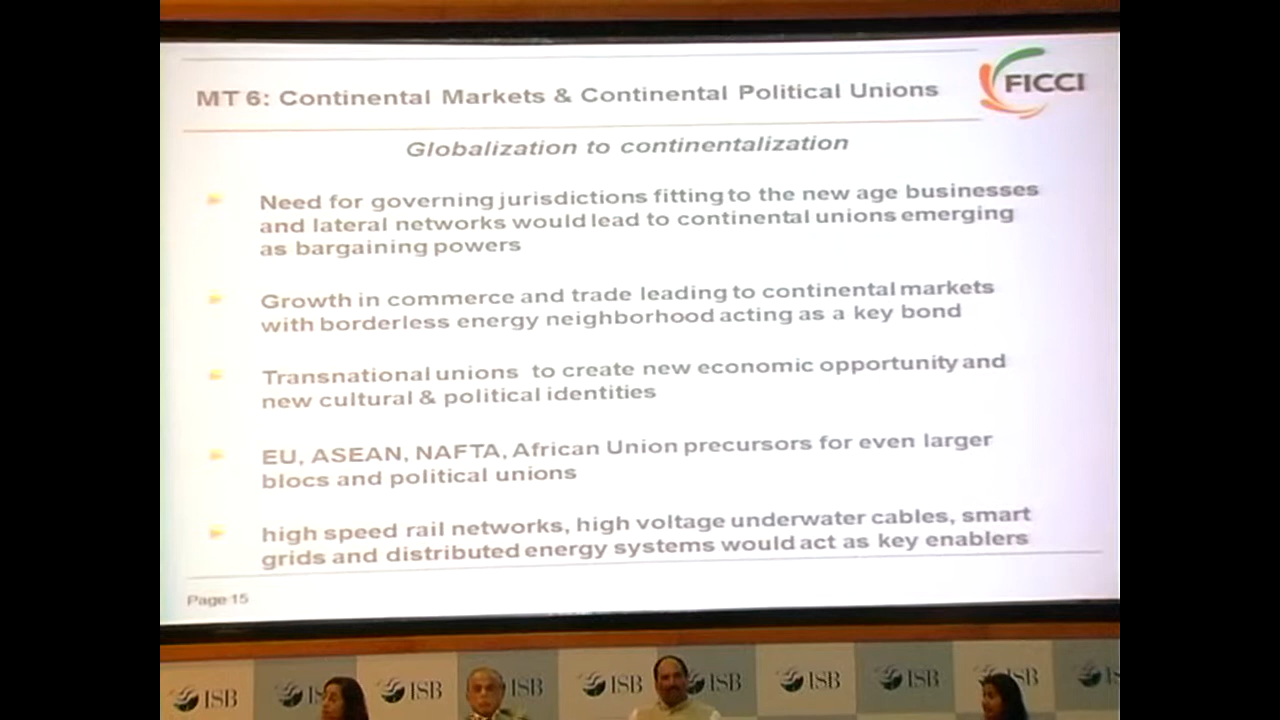 MT 6: Continental Markets & Continental Political Unions
FICCI
Globalization to continentalization
Need for governing jurisdictions fitting to the new age businesses
and lateral networks would lead to continental unions emerging
as bargaining powers
Growth in commerce and trade leading to continental markets
with borderless energy neighborhood acting as a key bond
Transnational unions to create new economic opportunity and
new cultural & political identities
EU, ASEAN, NAFTA, African Union precursors for even larger
blocs and political unions
high speed rail networks, high voltage underwater cables, smart
grids and distributed energy systems would act as key enablers
Page 15
ISB IS ISB ISB ISB ISB ISB ISB SB IS